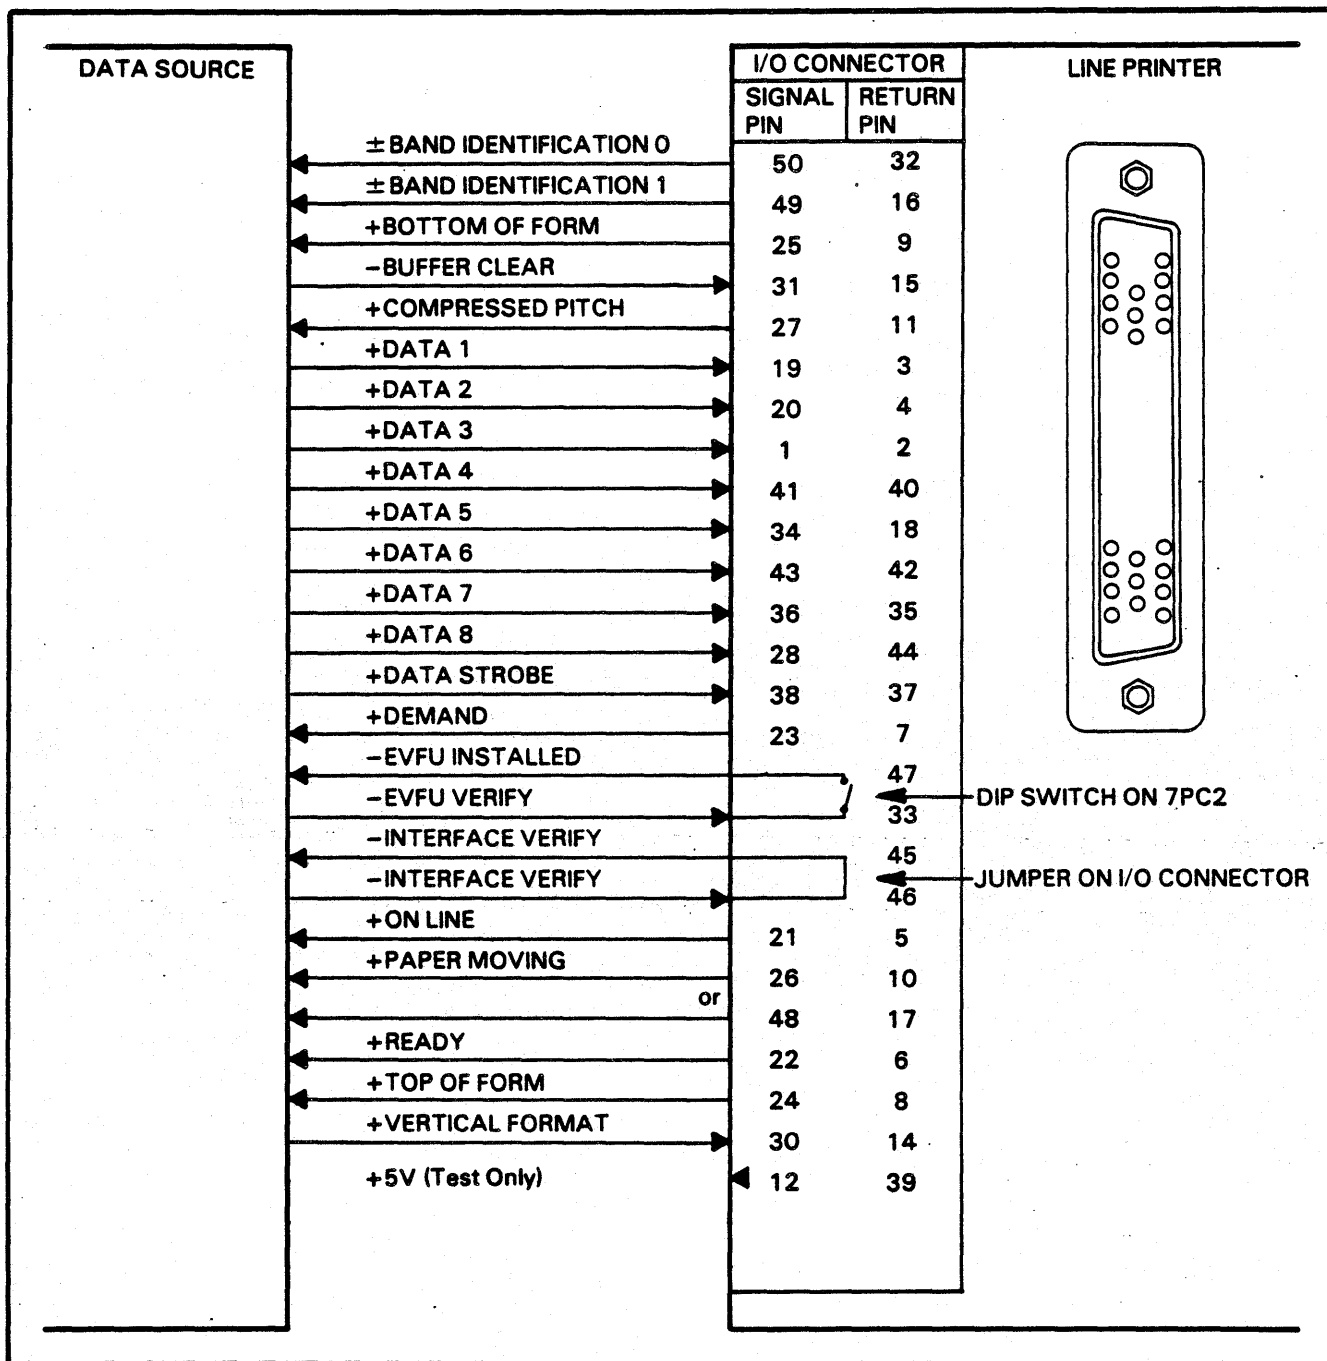 DATA SOURCE
I/O CONNECTOR
LINE PRINTER
SIGNAL PIN
RETURN PIN
±BAND IDENTIFICATION 0 50 32
±BAND IDENTIFICATION 1 49 16
+BOTTOM OF FORM 25 9
−BUFFER CLEAR 31 15
+COMPRESSED PITCH 27 11
+DATA 1 19 3
+DATA 2 20 4
+DATA 3 1 2
+DATA 4 41 40
+DATA 5 34 18
+DATA 6 43 42
+DATA 7 36 35
+DATA 8 28 44
+DATA STROBE 38 37
+DEMAND 23 7
−EVFU INSTALLED 47
DIP SWITCH ON 7PC2
−EVFU VERIFY 33
−INTERFACE VERIFY 45
JUMPER ON I/O CONNECTOR
−INTERFACE VERIFY 46
+ON LINE 21 5
+PAPER MOVING 26 10
or 48 17
+READY 22 6
+TOP OF FORM 24 8
+VERTICAL FORMAT 30 14
+5V (Test Only) 12 39